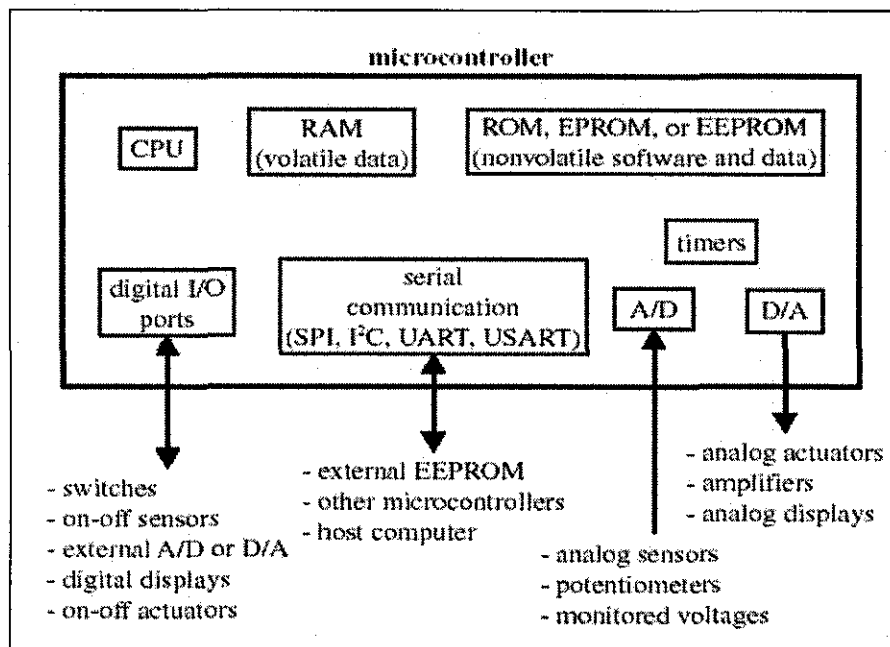 microcontroller
CPU
RAM
(volatile data)
ROM, EPROM, or EEPROM
(nonvolatile software and data)
timers
digital I/O
ports
serial
communication
(SPI, I²C, UART, USART)
A/D
D/A
- switches
- on-off sensors
- external A/D or D/A
- digital displays
- on-off actuators
- external EEPROM
- other microcontrollers
- host computer
- analog sensors
- potentiometers
- monitored voltages
- analog actuators
- amplifiers
- analog displays